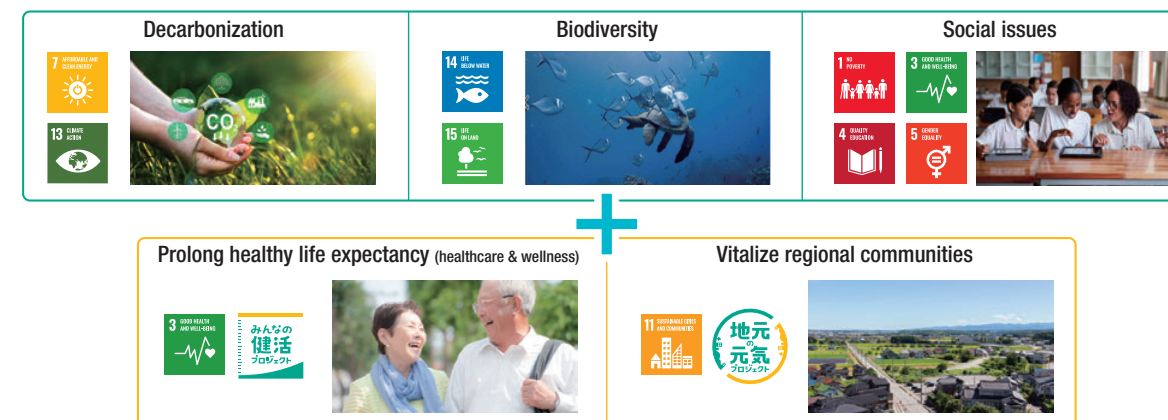 Decarbonization
7 AFFORDABLE AND
CLEAN ENERGY
13 CLIMATE
ACTION
CO
Biodiversity
14 LIFE
BELOW WATER
15 LIFE
ON LAND
Social issues
1 NO
POVERTY
3 GOOD HEALTH
AND WELL-BEING
4 QUALITY
EDUCATION
5 GENDER
EQUALITY
Prolong healthy life expectancy (healthcare & wellness)
3 GOOD HEALTH
AND WELL-BEING
みんなの
健活
プロジェクト
Vitalize regional communities
11 SUSTAINABLE CITIES
AND COMMUNITIES
地元
の
元気
プロジェクト